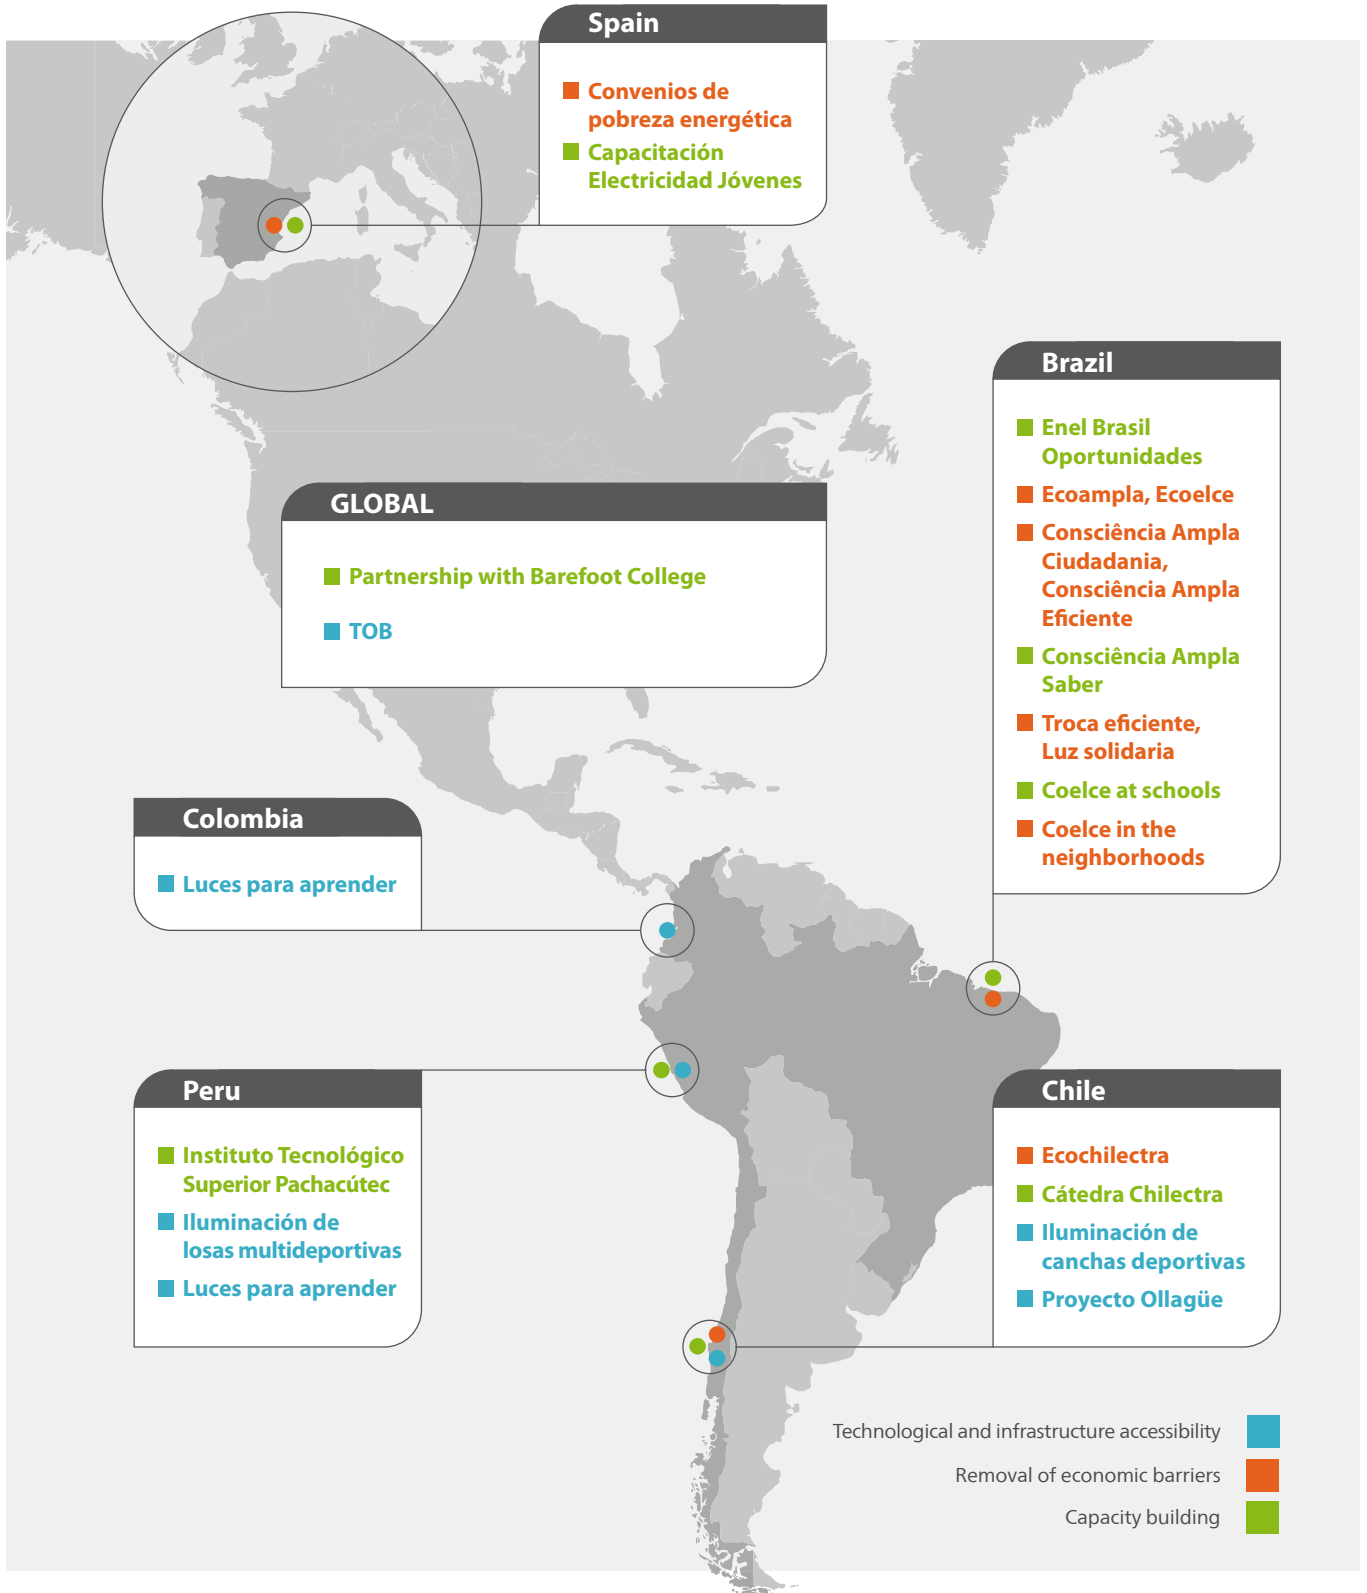 Spain
Convenios de
pobreza energética
Capacitación
Electricidad Jóvenes
Brazil
Enel Brasil
Oportunidades
Ecoampla, Ecoelce
Consciência Ampla
Ciudadania,
Consciência Ampla
Eficiente
Consciência Ampla
Saber
Troca eficiente,
Luz solidaria
Coelce at schools
Coelce in the
neighborhoods
GLOBAL
Partnership with Barefoot College
TOB
Colombia
Luces para aprender
Peru
Instituto Tecnológico
Superior Pachacútec
Iluminación de
losas multideportivas
Luces para aprender
Chile
Ecochilectra
Cátedra Chilectra
Iluminación de
canchas deportivas
Proyecto Ollagüe
Technological and infrastructure accessibility
Removal of economic barriers
Capacity building